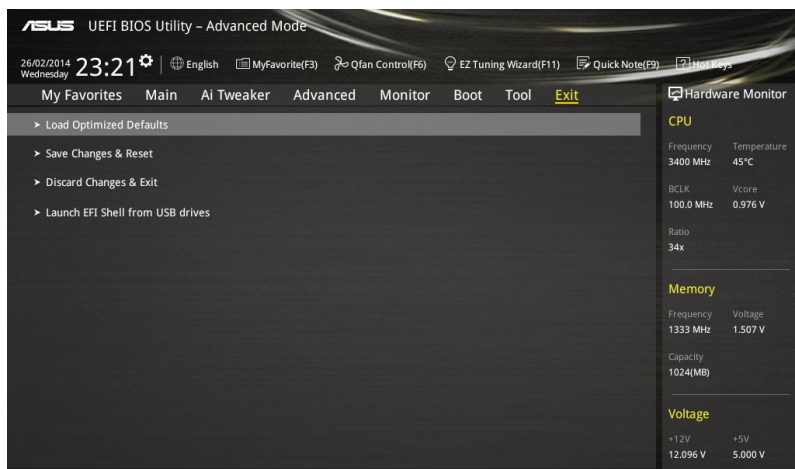 ASUS UEFI BIOS Utility – Advanced Mode
26/02/2014
Wednesday
23:21
English
MyFavorite(F3)
Qfan Control(F6)
EZ Tuning Wizard(F11)
Quick Note(F9)
? Hot Keys
My Favorites Main Ai Tweaker Advanced Monitor Boot Tool Exit
> Load Optimized Defaults
> Save Changes & Reset
> Discard Changes & Exit
> Launch EFI Shell from USB drives
Hardware Monitor
CPU
Frequency Temperature
3400 MHz 45°C
BCLK Vcore
100.0 MHz 0.976 V
Ratio
34x
Memory
Frequency Voltage
1333 MHz 1.507 V
Capacity
1024(MB)
Voltage
+12V +5V
12.096 V 5.000 V